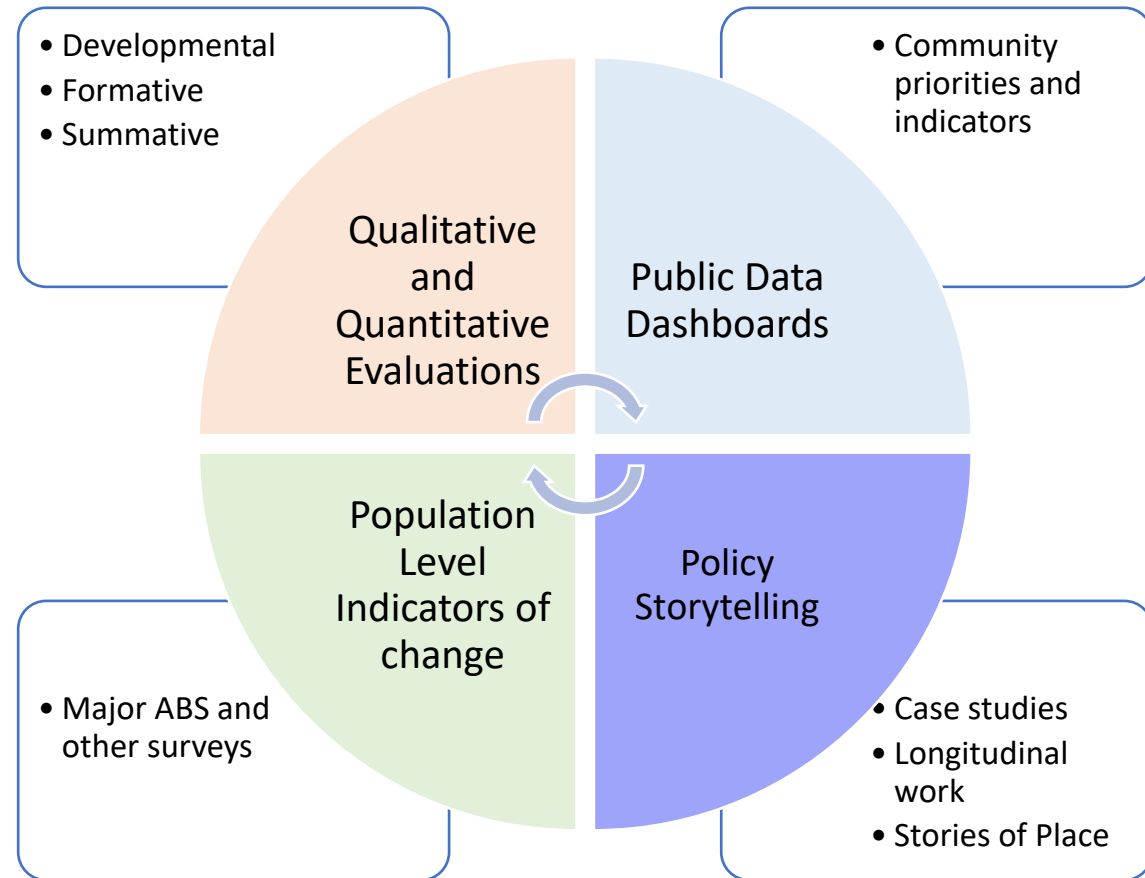 • Developmental
• Formative
• Summative
• Community
priorities and
indicators
Qualitative
and
Quantitative
Evaluations
Public Data
Dashboards
Population
Level
Indicators of
change
Policy
Storytelling
• Major ABS and
other surveys
• Case studies
• Longitudinal
work
• Stories of Place